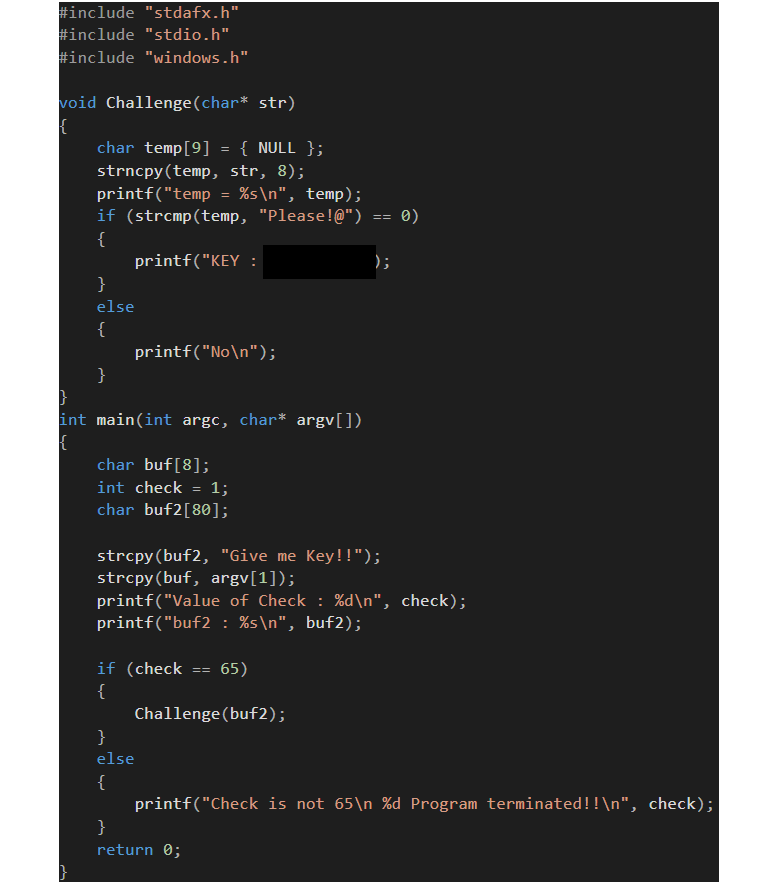 #include "stdafx.h"
#include "stdio.h"
#include "windows.h"

void Challenge(char* str)
{
    char temp[9] = { NULL };
    strncpy(temp, str, 8);
    printf("temp = %s\n", temp);
    if (strcmp(temp, "Please!@") == 0)
    {
        printf("KEY : );
    }
    else
    {
        printf("No\n");
    }
}
int main(int argc, char* argv[])
{
    char buf[8];
    int check = 1;
    char buf2[80];

    strcpy(buf2, "Give me Key!!");
    strcpy(buf, argv[1]);
    printf("Value of Check : %d\n", check);
    printf("buf2 : %s\n", buf2);

    if (check == 65)
    {
        Challenge(buf2);
    }
    else
    {
        printf("Check is not 65\n %d Program terminated!!\n", check);
    }
    return 0;
}